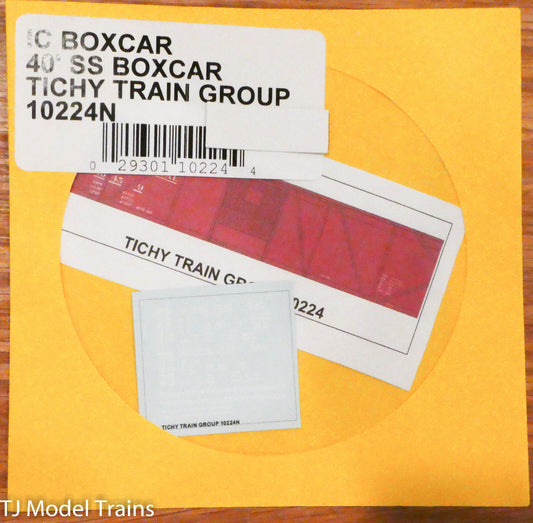 IC BOXCAR
40' SS BOXCAR
TICHY TRAIN GROUP
10224N
0 29301 10224 4
TICHY TRAIN GRO 10224
TICHY TRAIN GROUP 10224N
TJ Model Trains